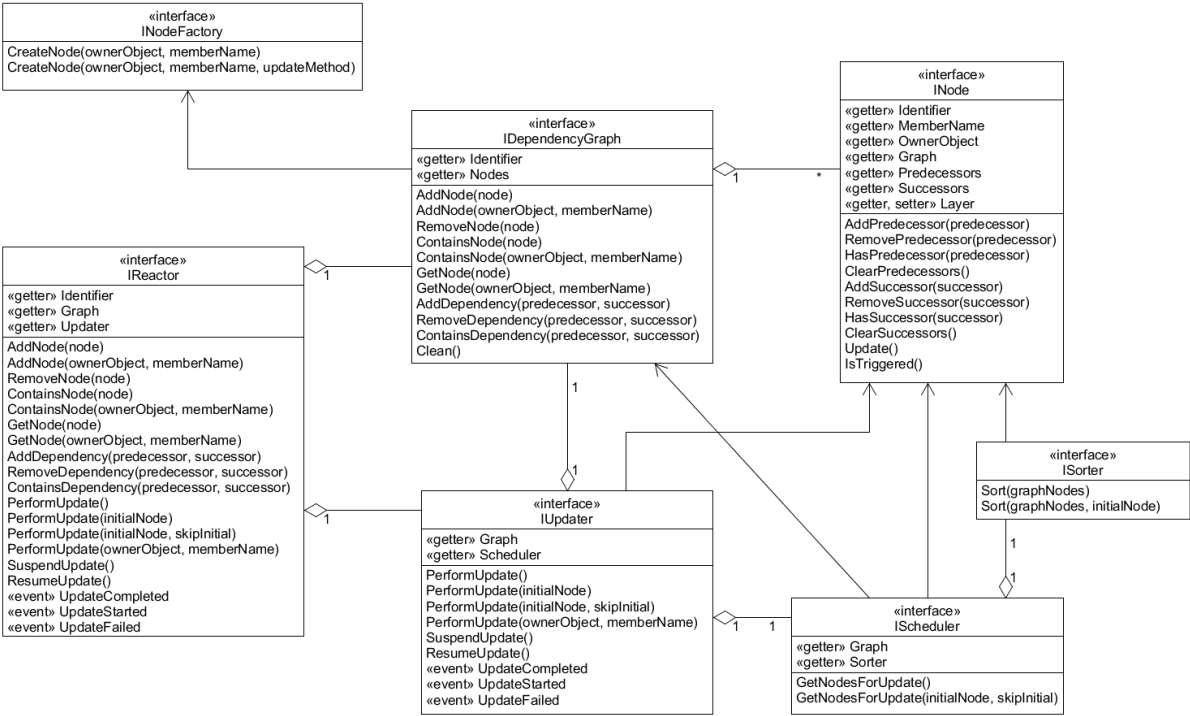 «interface»
INodeFactory
CreateNode(ownerObject, memberName)
CreateNode(ownerObject, memberName, updateMethod)
«interface»
IDependencyGraph
«getter» Identifier
«getter» Nodes
AddNode(node)
AddNode(ownerObject, memberName)
RemoveNode(node)
ContainsNode(node)
ContainsNode(ownerObject, memberName)
GetNode(node)
GetNode(ownerObject, memberName)
AddDependency(predecessor, successor)
RemoveDependency(predecessor, successor)
ContainsDependency(predecessor, successor)
Clean()
1
*
«interface»
INode
«getter» Identifier
«getter» MemberName
«getter» OwnerObject
«getter» Graph
«getter» Predecessors
«getter» Successors
«getter, setter» Layer
AddPredecessor(predecessor)
RemovePredecessor(predecessor)
HasPredecessor(predecessor)
ClearPredecessors()
AddSuccessor(successor)
RemoveSuccessor(successor)
HasSuccessor(successor)
ClearSuccessors()
Update()
IsTriggered()
«interface»
IReactor
«getter» Identifier
«getter» Graph
«getter» Updater
AddNode(node)
AddNode(ownerObject, memberName)
RemoveNode(node)
ContainsNode(node)
ContainsNode(ownerObject, memberName)
GetNode(node)
GetNode(ownerObject, memberName)
AddDependency(predecessor, successor)
RemoveDependency(predecessor, successor)
ContainsDependency(predecessor, successor)
PerformUpdate()
PerformUpdate(initialNode)
PerformUpdate(initialNode, skipInitial)
PerformUpdate(ownerObject, memberName)
SuspendUpdate()
ResumeUpdate()
«event» UpdateCompleted
«event» UpdateStarted
«event» UpdateFailed
1
1
1
1
«interface»
IUpdater
«getter» Graph
«getter» Scheduler
PerformUpdate()
PerformUpdate(initialNode)
PerformUpdate(initialNode, skipInitial)
PerformUpdate(ownerObject, memberName)
SuspendUpdate()
ResumeUpdate()
«event» UpdateCompleted
«event» UpdateStarted
«event» UpdateFailed
1
1
«interface»
ISorter
Sort(graphNodes)
Sort(graphNodes, initialNode)
1
1
«interface»
IScheduler
«getter» Graph
«getter» Sorter
GetNodesForUpdate()
GetNodesForUpdate(initialNode, skipInitial)